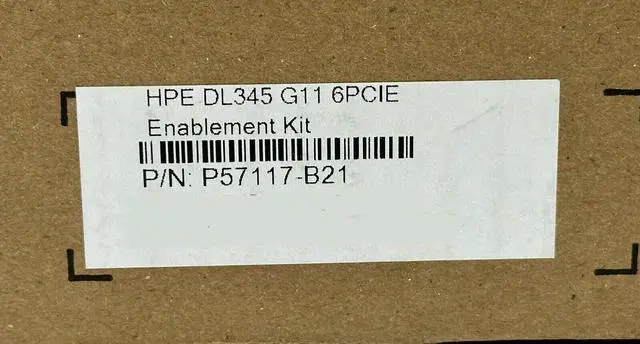 HPE DL345 G11 6PCIE
Enablement Kit
P/N: P57117-B21